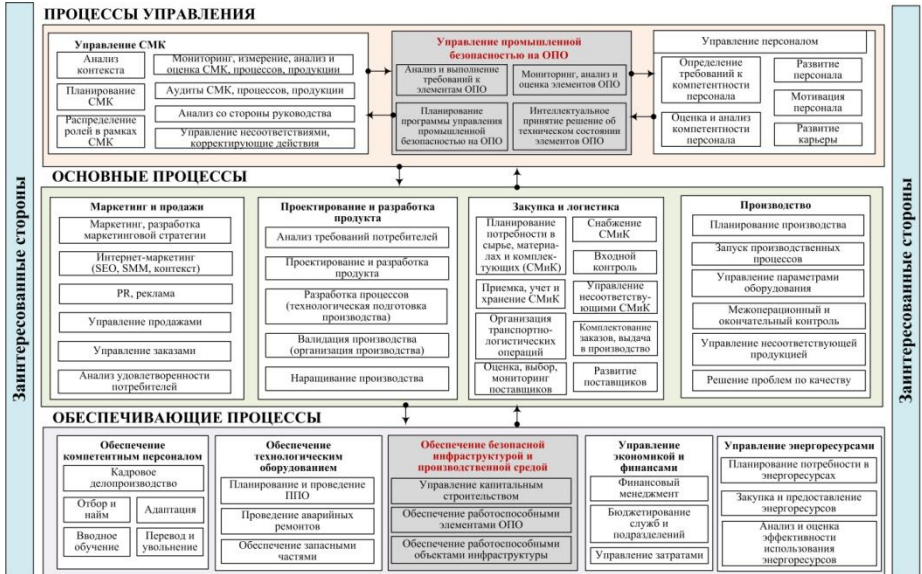 ПРОЦЕССЫ УПРАВЛЕНИЯ
Заинтересованные стороны
Управление СМК
Анализ
контекста
Планирование
СМК
Распределение
ролей в рамках
СМК
Мониторинг, измерение, анализ и
оценка СМК, процессов, продукции
Аудиты СМК, процессов, продукции
Анализ со стороны руководства
Управление несоответствиями,
корректирующие действия
Управление промышленной
безопасностью на ОПО
Анализ и выполнение
требований к
элементам ОПО
Мониторинг, анализ и
оценка элементов ОПО
Планирование
программы управления
промышленной
безопасностью на ОПО
Интеллектуальное
принятие решение об
техническом состоянии
элементов ОПО
Управление персоналом
Определение
требований к
компетентности
персонала
Оценка и анализ
компетентности
персонала
Развитие
персонала
Мотивация
персонала
Развитие
карьеры
ОСНОВНЫЕ ПРОЦЕССЫ
Маркетинг и продажи
Маркетинг, разработка
маркетинговой стратегии
Интернет-маркетинг
(SEO, SMM, контекст)
PR, реклама
Управление продажами
Управление заказами
Анализ удовлетворенности
потребителей
Проектирование и разработка
продукта
Анализ требований потребителей
Проектирование и разработка
продукта
Разработка процессов
(технологическая подготовка
производства)
Валидация производства
(организация производства)
Наращивание производства
Закупка и логистика
Планирование
потребности в
сырье, материа-
лах и комплек-
тующих (СМиК)
Приемка, учет и
хранение СМиК
Организация
транспортно-
логистических
операций
Оценка, выбор,
мониторинг
поставщиков
Снабжение
СМиК
Входной
контроль
Управление
несоответству-
ющими СМиК
Комплектование
заказов, выдача
в производство
Развитие
поставщиков
Производство
Планирование производства
Запуск производственных
процессов
Управление параметрами
оборудования
Межоперационный и
окончательный контроль
Управление несоответствующей
продукцией
Решение проблем по качеству
ОБЕСПЕЧИВАЮЩИЕ ПРОЦЕССЫ
Обеспечение
компетентным персоналом
Кадровое
делопроизводство
Отбор и
найм
Адаптация
Вводное
обучение
Перевод и
увольнение
Обеспечение
технологическим
оборудованием
Планирование и проведение
ППО
Проведение аварийных
ремонтов
Обеспечение запасными
частями
Обеспечение безопасной
инфраструктурой и
производственной средой
Управление капитальным
строительством
Обеспечение работоспособными
элементами ОПО
Обеспечение работоспособными
объектами инфраструктуры
Управление
экономикой и
финансами
Финансовый
менеджмент
Бюджетирование
служб и
подразделений
Управление затратами
Управление энергоресурсами
Планирование потребности в
энергоресурсах
Закупка и предоставление
энергоресурсов
Анализ и оценка
эффективности
использования
энергоресурсов
Заинтересованные стороны